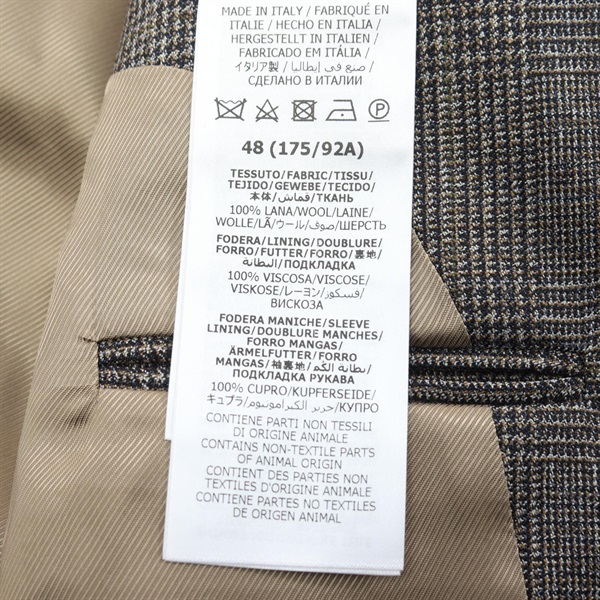 MADE IN ITALY / FABRIQUÉ EN
ITALIE / HECHO EN ITALIA /
HERGESTELLT IN ITALIEN /
FABRICADO EM ITÁLIA /
イタリア製 / صنع في إيطاليا /
СДЕЛАНО В ИТАЛИИ
P
48 (175/92A)
TESSUTO/FABRIC/TISSU/
TEJIDO/GEWEBE/TECIDO/
本体/قماش/ТКАНЬ
100% LANA/WOOL/LAINE/
WOLLE/LÃ/ウール/صوف/ШЕРСТЬ
FODERA/LINING/DOUBLURE/
FORRO/FUTTER/FORRO/裏地/
البطانة/ПОДКЛАДКА
100% VISCOSA/VISCOSE/
VISKOSE/レーヨン/فسكوز/
ВИСКОЗА
FODERA MANICHE/SLEEVE
LINING/DOUBLURE MANCHES/
FORRO MANGAS/
ÄRMELFUTTER/FORRO
MANGAS/袖裏地/بطانة الكم/
ПОДКЛАДКА РУКАВА
100% CUPRO/KUPFERSEIDE/
キュプラ/حرير الكبرامونيوم/КУПРО
CONTIENE PARTI NON TESSILI
DI ORIGINE ANIMALE
CONTAINS NON-TEXTILE PARTS
OF ANIMAL ORIGIN
CONTIENT DES PARTIES NON
TEXTILES D'ORIGINE ANIMALE
CONTIENE PARTES NO TEXTILES
DE ORIGEN ANIMAL